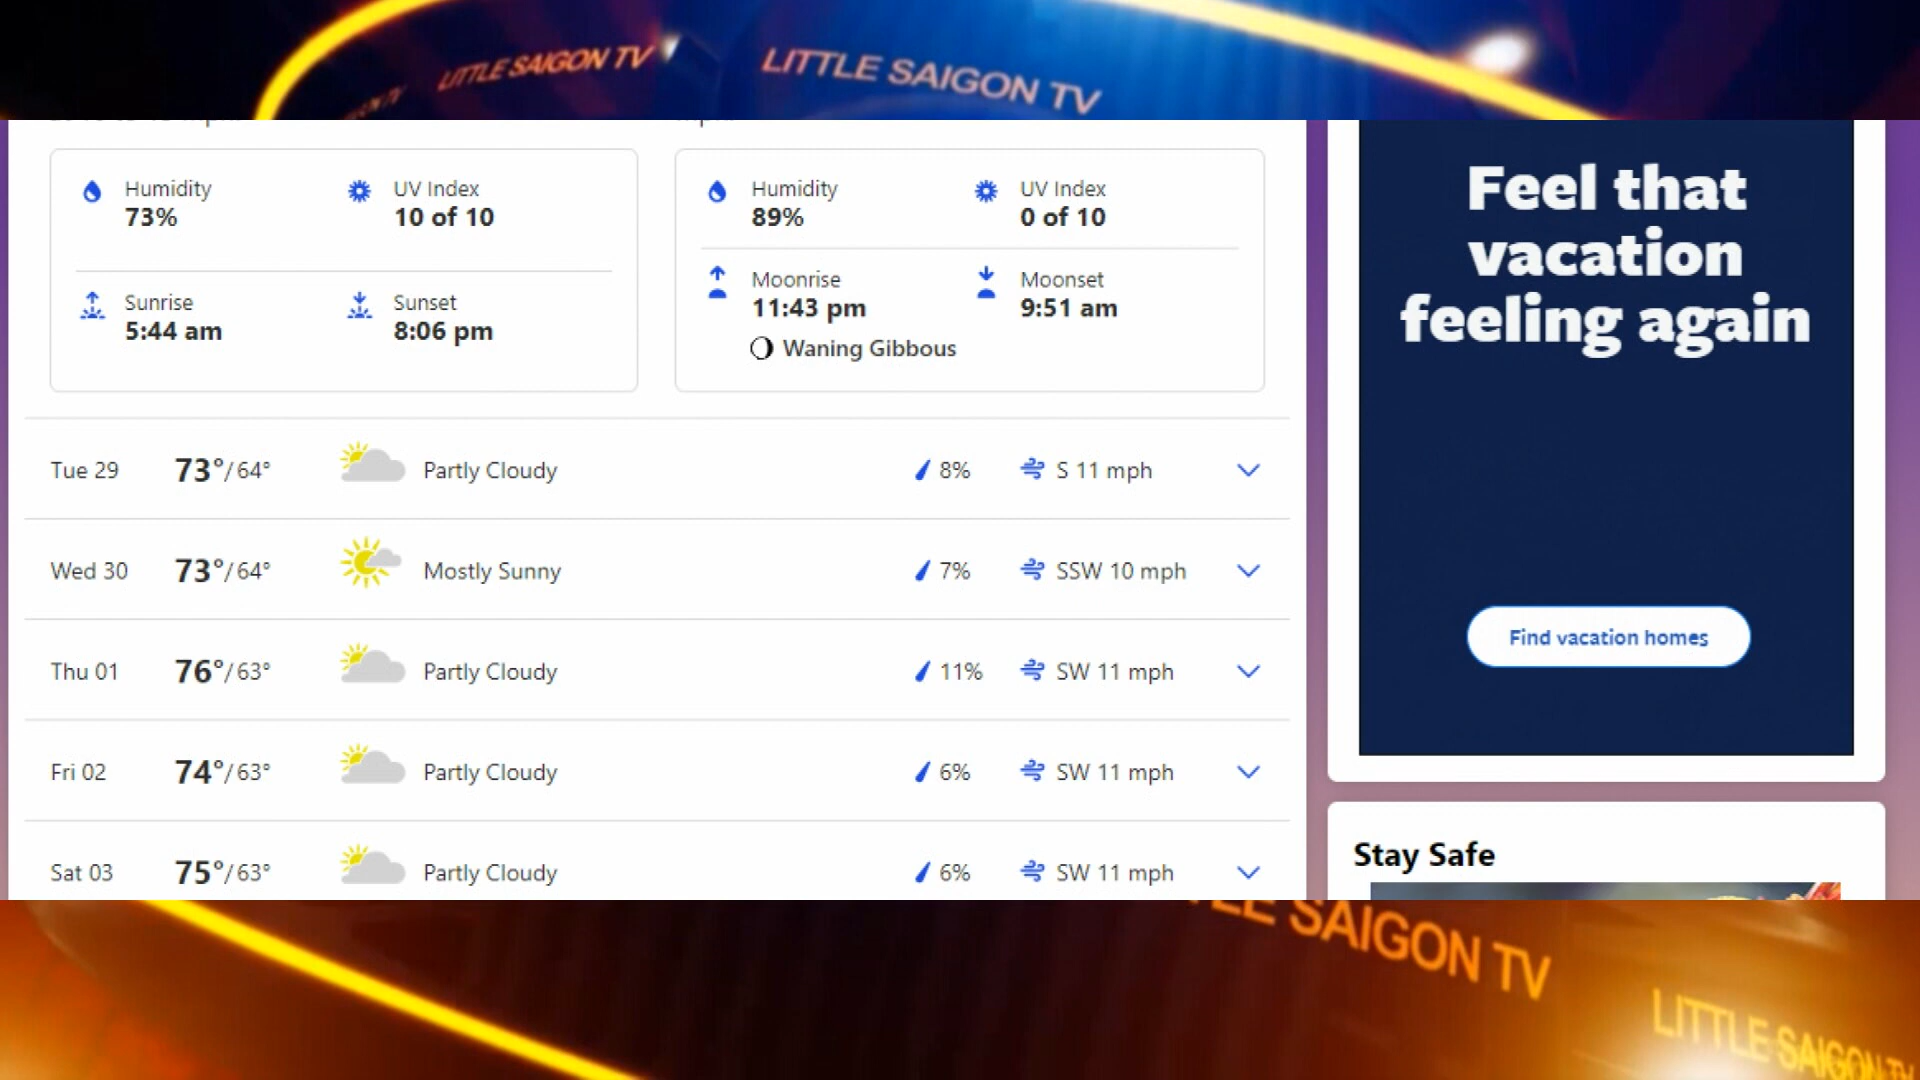 LITTLE SAIGON TV
LITTLE SAIGON TV
Humidity
73%
UV Index
10 of 10
Sunrise
5:44 am
Sunset
8:06 pm
Humidity
89%
UV Index
0 of 10
Moonrise
11:43 pm
Moonset
9:51 am
Waning Gibbous
Tue 29 73°/64° Partly Cloudy 8% S 11 mph
Wed 30 73°/64° Mostly Sunny 7% SSW 10 mph
Thu 01 76°/63° Partly Cloudy 11% SW 11 mph
Fri 02 74°/63° Partly Cloudy 6% SW 11 mph
Sat 03 75°/63° Partly Cloudy 6% SW 11 mph
Feel that
vacation
feeling again
Find vacation homes
Stay Safe
SAIGON TV
LITTLE SAIGON TV